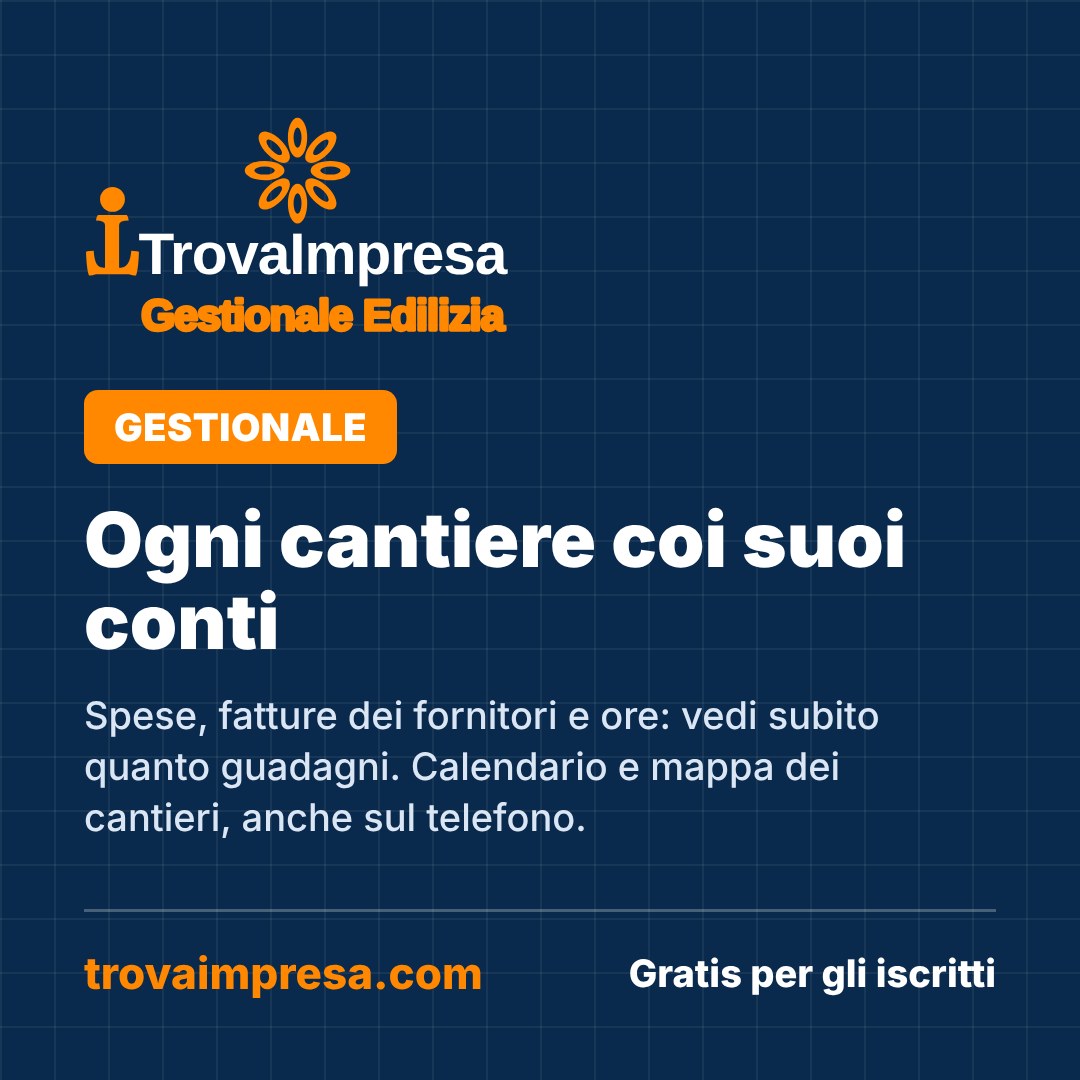 TrovaImpresa
Gestionale Edilizia
GESTIONALE
Ogni cantiere coi suoi
conti
Spese, fatture dei fornitori e ore: vedi subito
quanto guadagni. Calendario e mappa dei
cantieri, anche sul telefono.
trovaimpresa.com
Gratis per gli iscritti